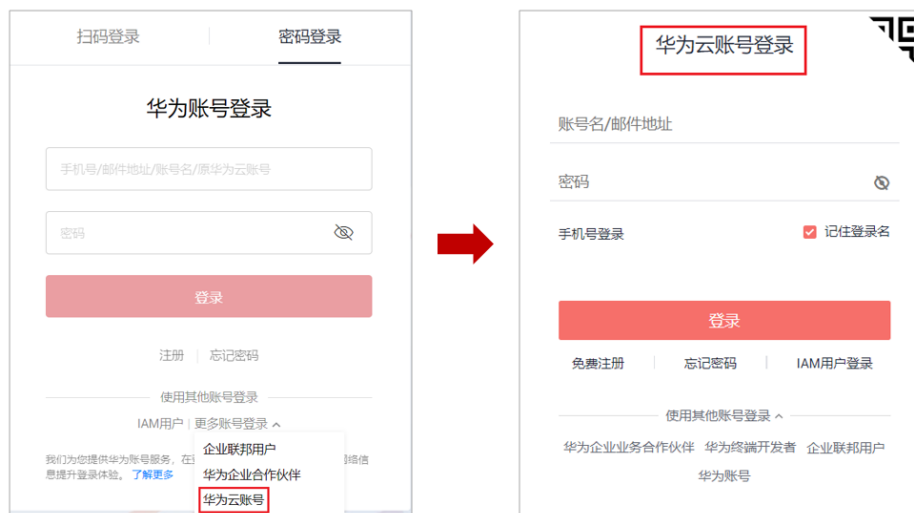 扫码登录
密码登录
华为账号登录
手机号/邮件地址/账号名/原华为云账号
密码
登录
注册
忘记密码
使用其他账号登录
IAM用户 | 更多账号登录
企业联邦用户
华为企业合作伙伴
华为云账号
我们为您提供华为账号服务,在
络信
息提升登录体验。 了解更多
华为云账号登录
账号名/邮件地址
密码
手机号登录
记住登录名
登录
免费注册
忘记密码
IAM用户登录
使用其他账号登录
华为企业业务合作伙伴 华为终端开发者 企业联邦用户
华为账号